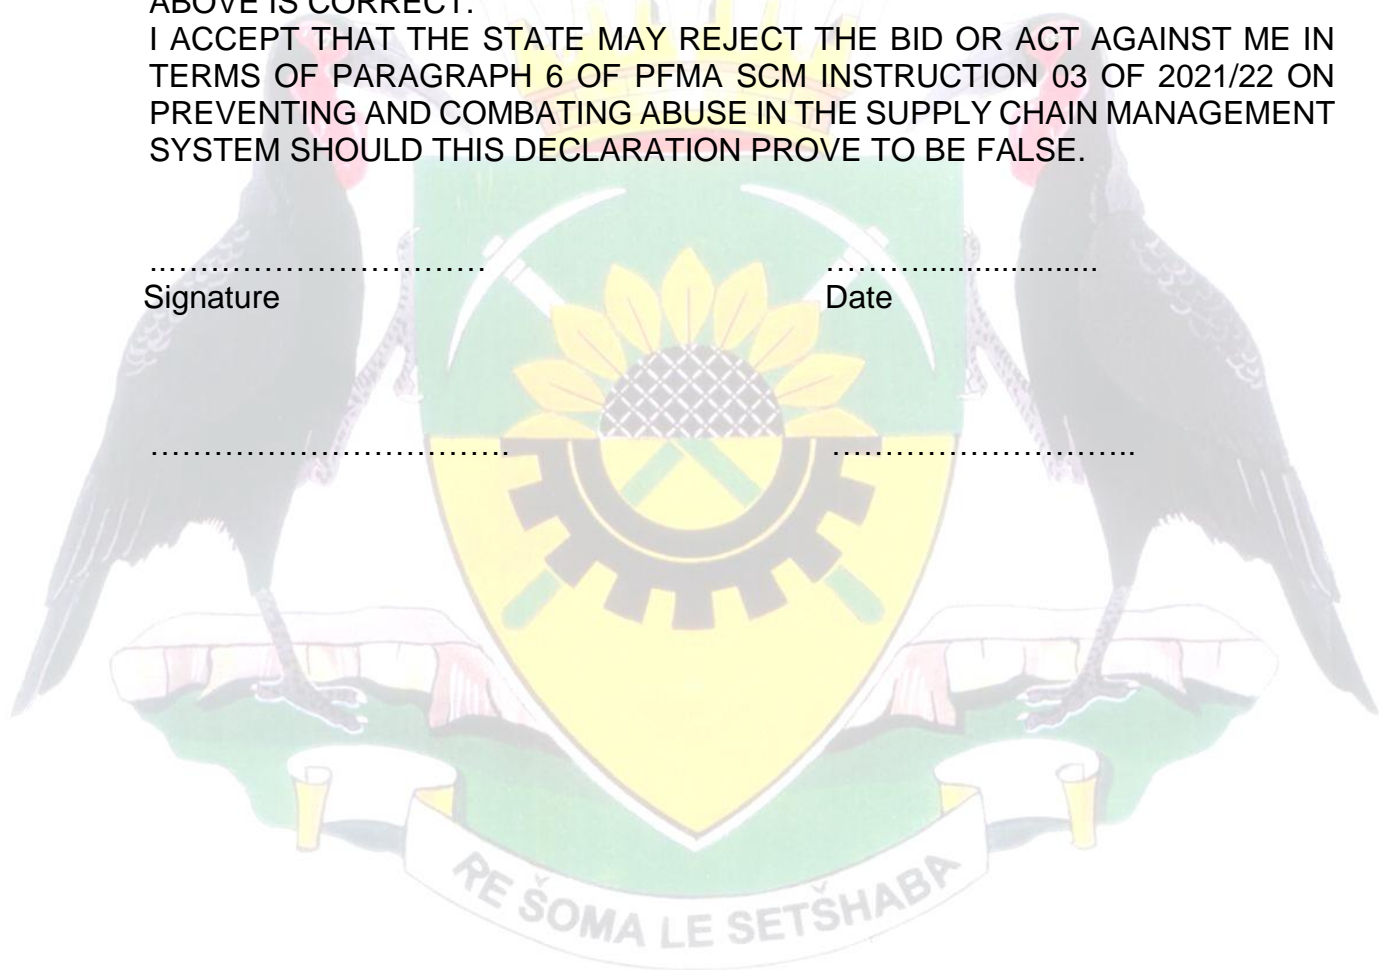 ABOVE IS CORRECT.
I ACCEPT THAT THE STATE MAY REJECT THE BID OR ACT AGAINST ME IN
TERMS OF PARAGRAPH 6 OF PFMA SCM INSTRUCTION 03 OF 2021/22 ON
PREVENTING AND COMBATING ABUSE IN THE SUPPLY CHAIN MANAGEMENT
SYSTEM SHOULD THIS DECLARATION PROVE TO BE FALSE.
..…………………………… ………....................
Signature Date
……………………………. ………………………..
RE ŠOMA LE SETŠHABA